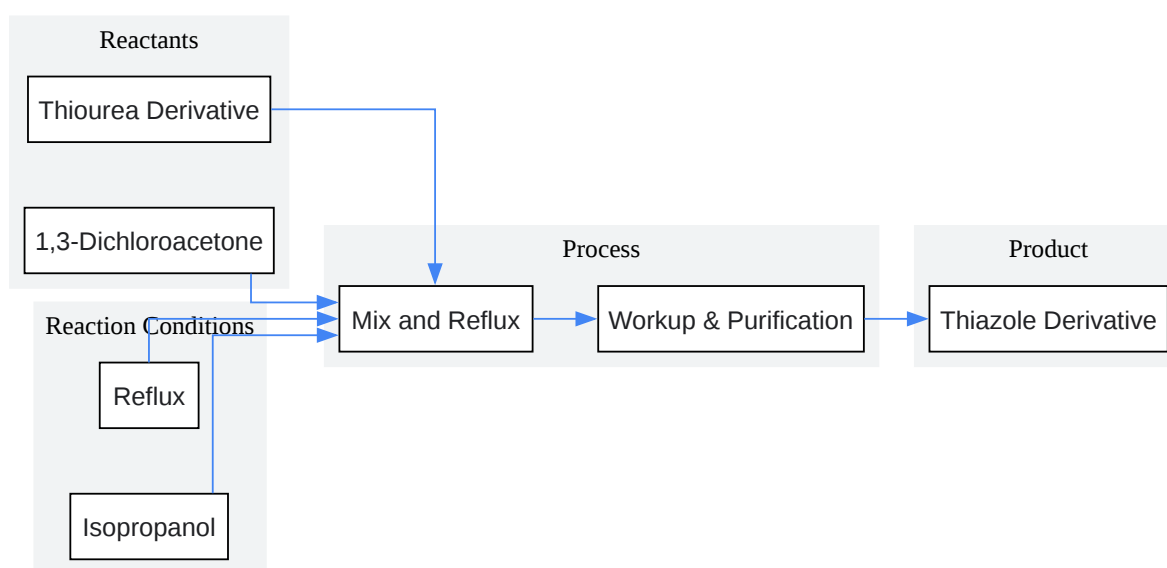 Reactants
Thiourea Derivative
1,3-Dichloroacetone
Reaction Conditions
Reflux
Isopropanol
Process
Mix and Reflux
Workup & Purification
Product
Thiazole Derivative